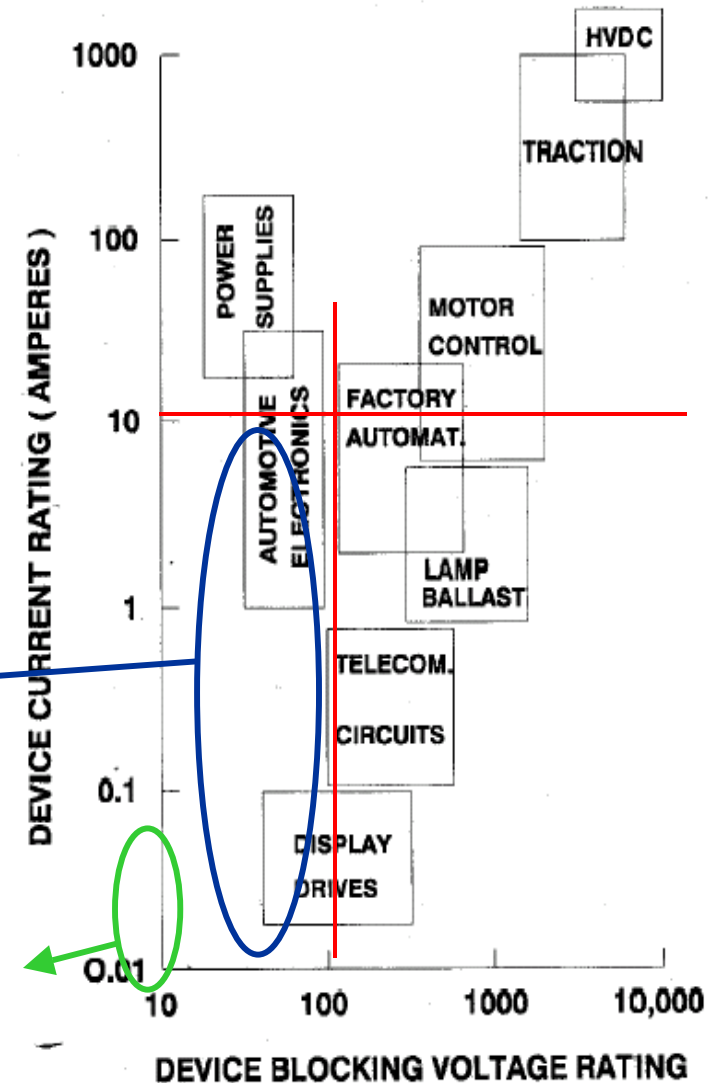 HVDC
1000
TRACTION
100
POWER
SUPPLIES
MOTOR
CONTROL
DEVICE CURRENT RATING ( AMPERES )
FACTORY
10
AUTOMAT.
AUTOMOTIVE
ELECTRONICS
LAMP
BALLAST
1
TELECOM.
CIRCUITS
0.1
DISPLAY
DRIVES
0.01
10
100
1000
10,000
DEVICE BLOCKING VOLTAGE RATING